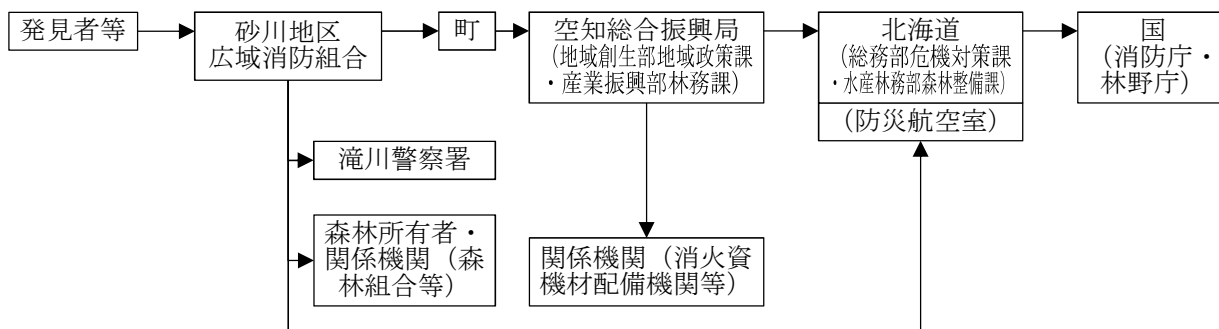 発見者等
砂川地区
広域消防組合
町
空知総合振興局
(地域創生部地域政策課
・産業振興部林務課)
北海道
(総務部危機対策課
・水産林務部森林整備課)
(防災航空室)
国
(消防庁・
林野庁)
滝川警察署
森林所有者・
関係機関(森
林組合等)
関係機関(消火資
機材配備機関等)